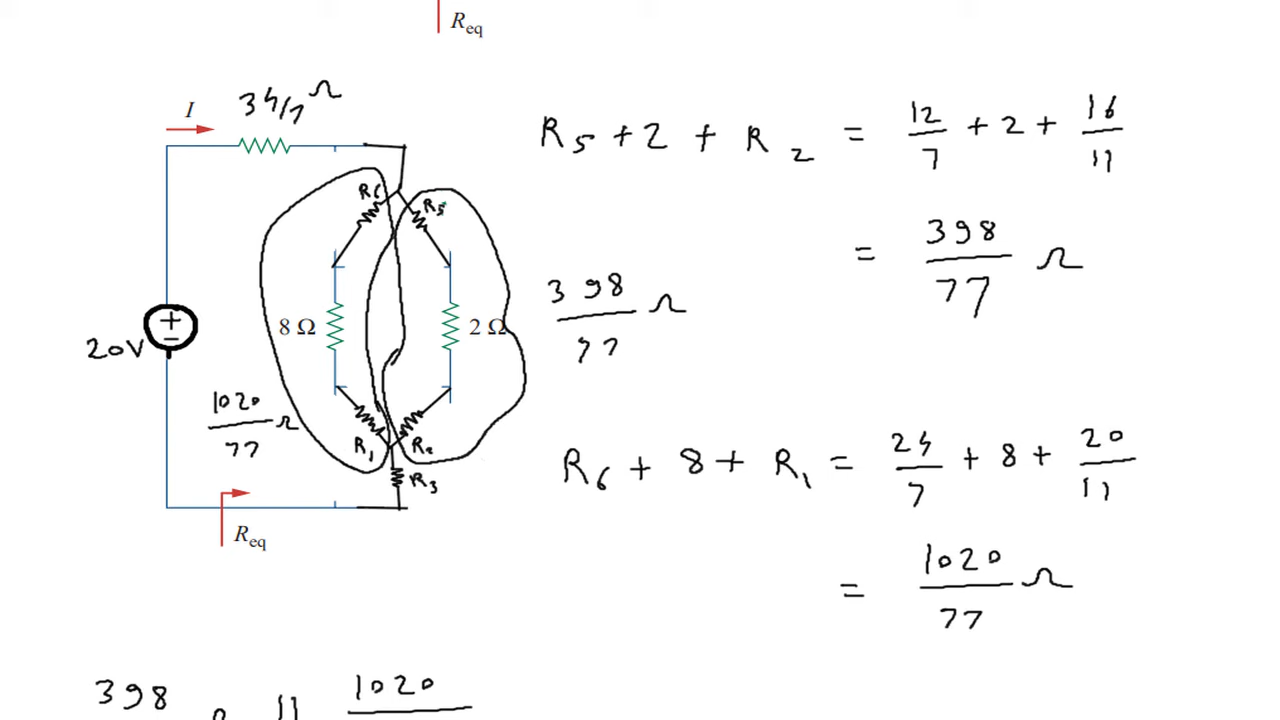 Req
I
34/7 Ω
R5 + 2 + R2 = 12/7 + 2 + 16/11
R6
R5
= 398/77 Ω
398/77 Ω
8 Ω
2 Ω
+
−
20V
1020/77 Ω
R1
R2
R6 + 8 + R1 = 24/7 + 8 + 20/11
R3
Req
= 1020/77 Ω
398 Ω || 1020